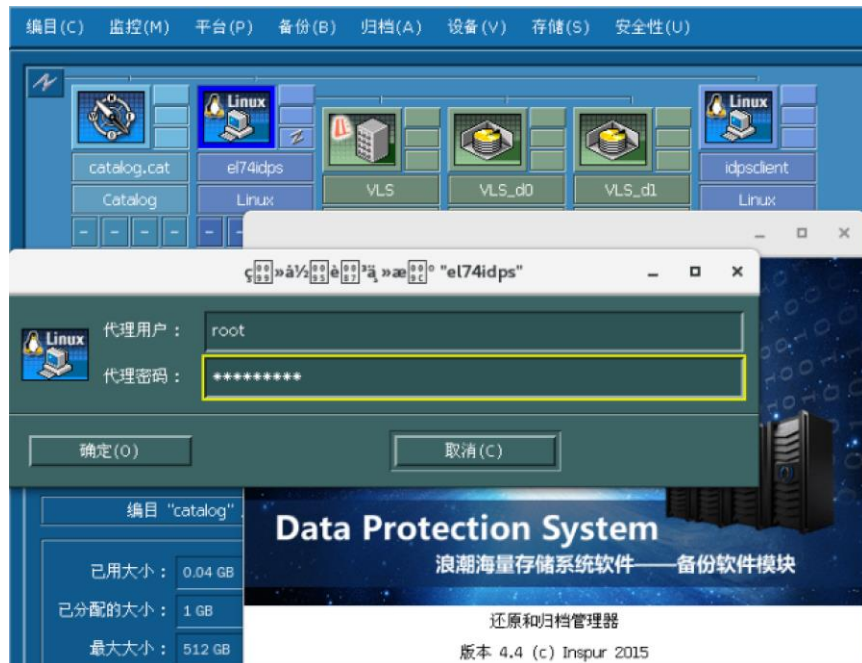 编目(C) 监控(M) 平台(P) 备份(B) 归档(A) 设备(V) 存储(S) 安全性(U)
Linux
Linux
catalog.cat el74idps VLS VLS_d0 VLS_d1 idpsclient
Catalog Linux Linux
"el74idps"
Linux
代理用户： root
代理密码： *********
确定(O) 取消(C)
编目 "catalog"
Data Protection System
浪潮海量存储系统软件——备份软件模块
已用大小： 0.04 GB
已分配的大小： 1 GB
最大大小： 512 GB
还原和归档管理器
版本 4.4 (c) Inspur 2015